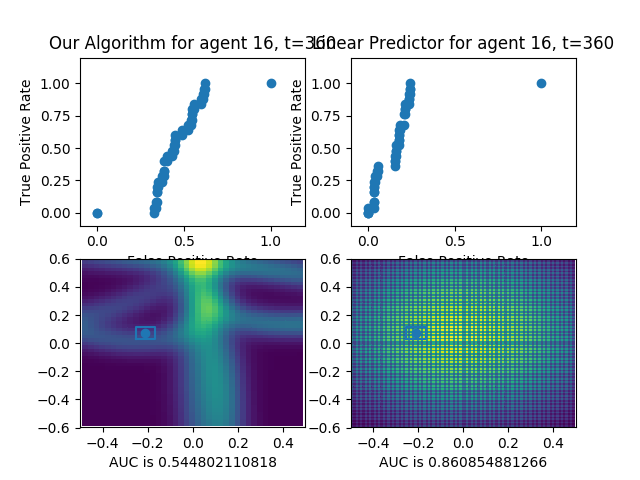 Our Algorithm for agent 16, t=360
Linear Predictor for agent 16, t=360
True Positive Rate
1.00
0.75
0.50
0.25
0.00
0.0 0.5 1.0
False Positive Rate
True Positive Rate
1.00
0.75
0.50
0.25
0.00
0.0 0.5 1.0
False Positive Rate
0.6
0.4
0.2
0.0
−0.2
−0.4
−0.6
−0.4 −0.2 0.0 0.2 0.4
AUC is 0.544802110818
0.6
0.4
0.2
0.0
−0.2
−0.4
−0.6
−0.4 −0.2 0.0 0.2 0.4
AUC is 0.860854881266